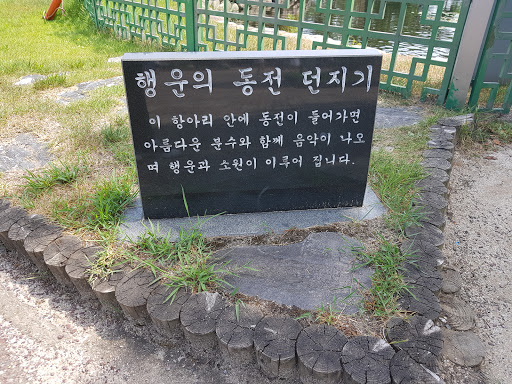 행운의 동전 던지기
이 항아리 안에 동전이 들어가면
아름다운 분수와 함께 음악이 나오
며 행운과 소원이 이루어 집니다.